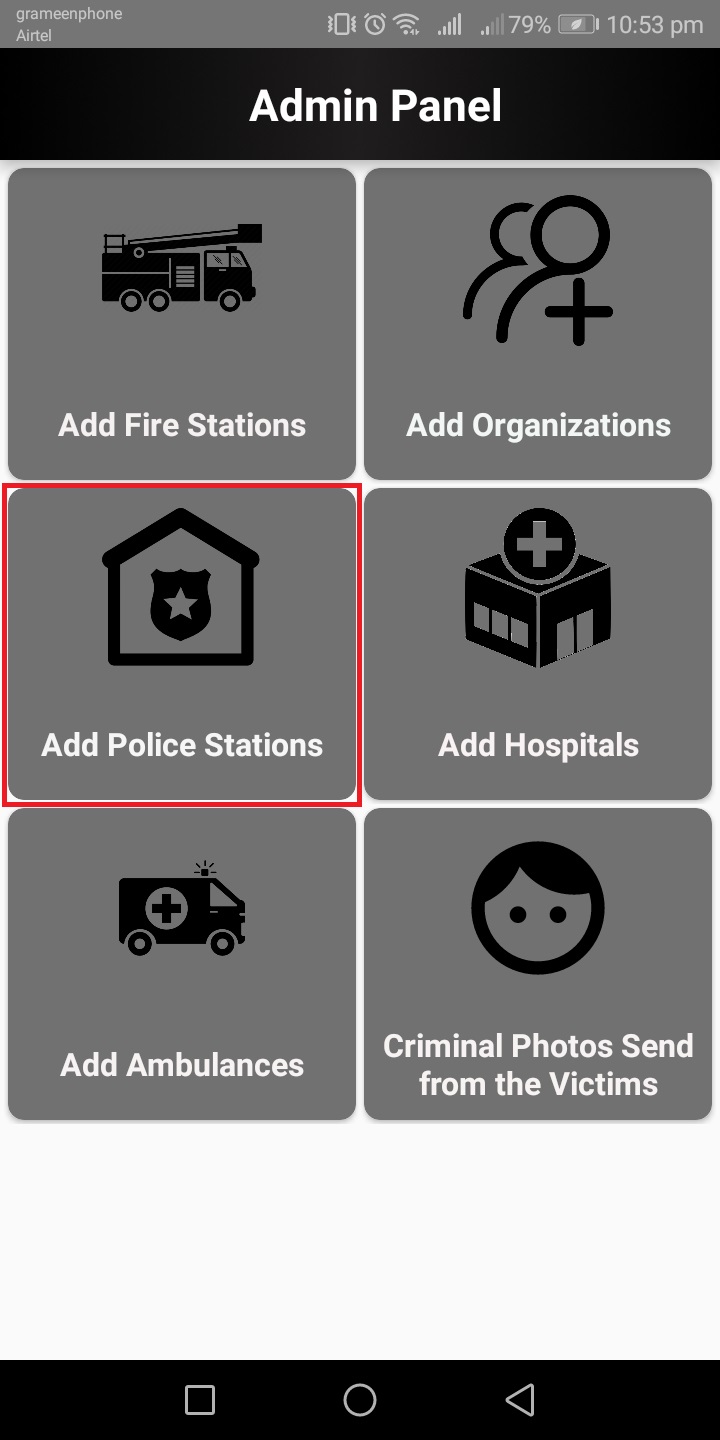 grameenphone
Airtel
79%
10:53 pm
Admin Panel
Add Fire Stations
Add Organizations
Add Police Stations
Add Hospitals
Add Ambulances
Criminal Photos Send
from the Victims